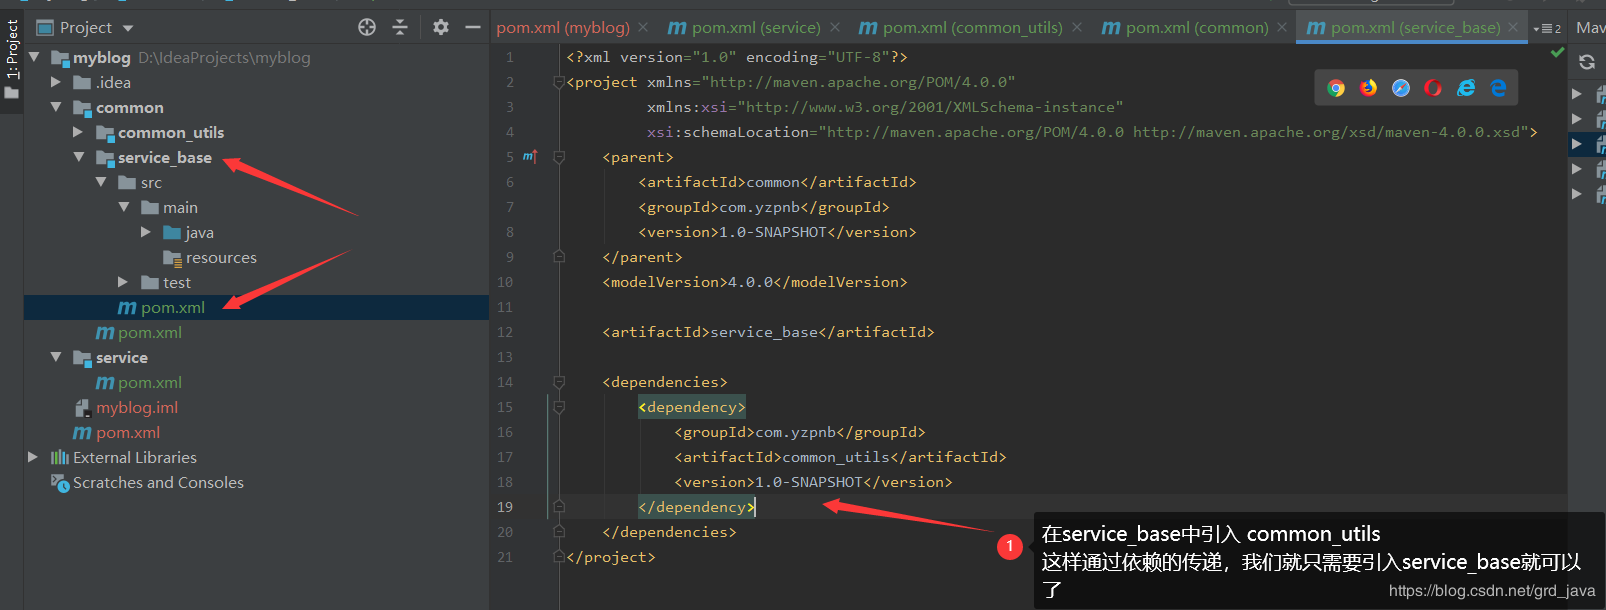 Project
myblog D:\IdeaProjects\myblog
.idea
common
common_utils
service_base
src
main
java
resources
test
pom.xml
pom.xml
service
pom.xml
myblog.iml
pom.xml
External Libraries
Scratches and Consoles
1: Project
pom.xml (myblog) pom.xml (service) pom.xml (common_utils) pom.xml (common) pom.xml (service_base) 2 Mav
1 <?xml version="1.0" encoding="UTF-8"?>
2 <project xmlns="http://maven.apache.org/POM/4.0.0"
3 xmlns:xsi="http://www.w3.org/2001/XMLSchema-instance"
4 xsi:schemaLocation="http://maven.apache.org/POM/4.0.0 http://maven.apache.org/xsd/maven-4.0.0.xsd">
5 <parent>
6 <artifactId>common</artifactId>
7 <groupId>com.yzpnb</groupId>
8 <version>1.0-SNAPSHOT</version>
9 </parent>
10 <modelVersion>4.0.0</modelVersion>
11
12 <artifactId>service_base</artifactId>
13
14 <dependencies>
15 <dependency>
16 <groupId>com.yzpnb</groupId>
17 <artifactId>common_utils</artifactId>
18 <version>1.0-SNAPSHOT</version>
19 </dependency>
20 </dependencies>
21 </project>
1
在service_base中引入 common_utils
这样通过依赖的传递，我们就只需要引入service_base就可以
了
https://blog.csdn.net/grd_java